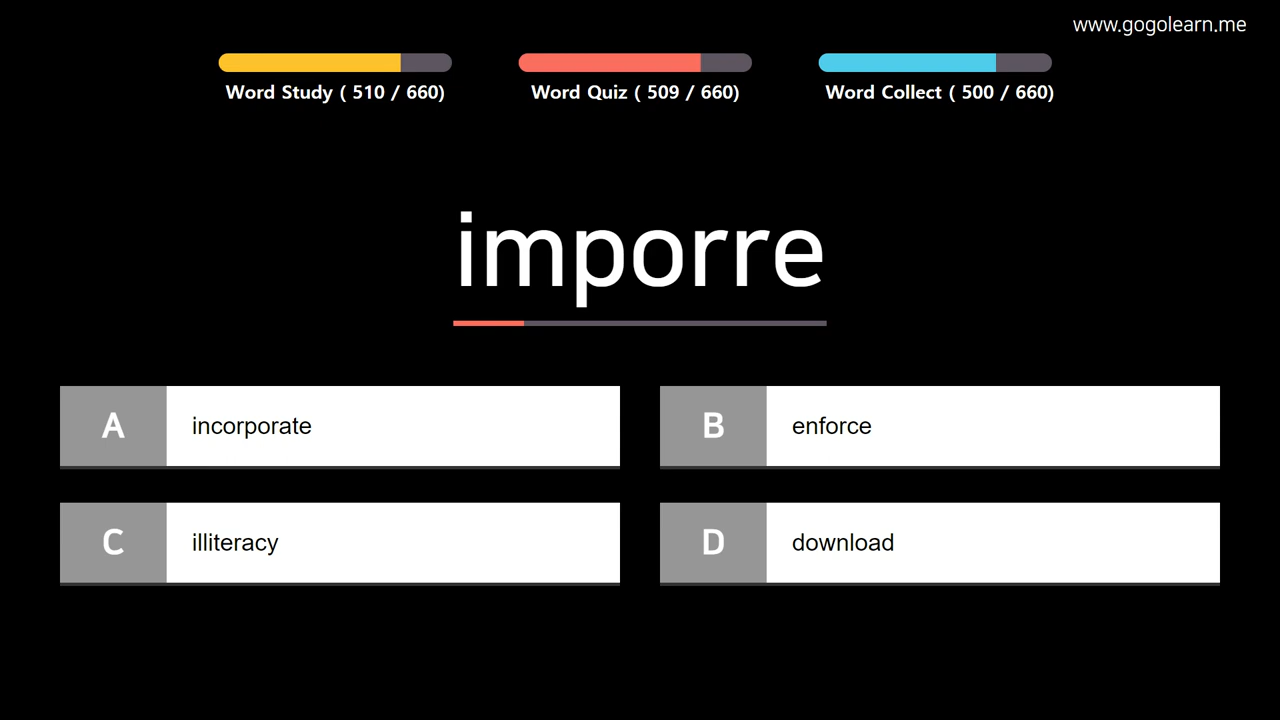 www.gogolearn.me
Word Study ( 510 / 660)
Word Quiz ( 509 / 660)
Word Collect ( 500 / 660)
imporre
A incorporate
B enforce
C illiteracy
D download